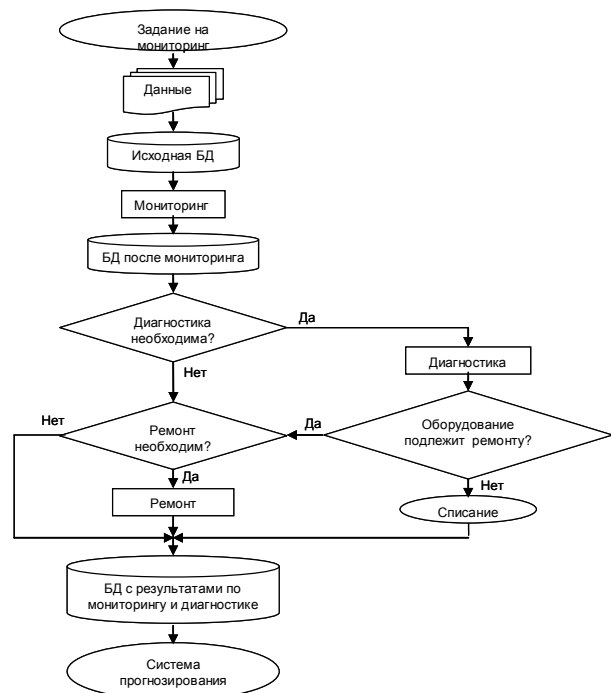 Задание на
мониторинг
Данные
Исходная БД
Мониторинг
БД после мониторинга
Диагностика
необходима?
Да
Диагностика
Нет
Нет
Ремонт
необходим?
Да
Оборудование
подлежит ремонту?
Да
Нет
Ремонт
Списание
БД с результатами по
мониторингу и диагностике
Система
прогнозирования